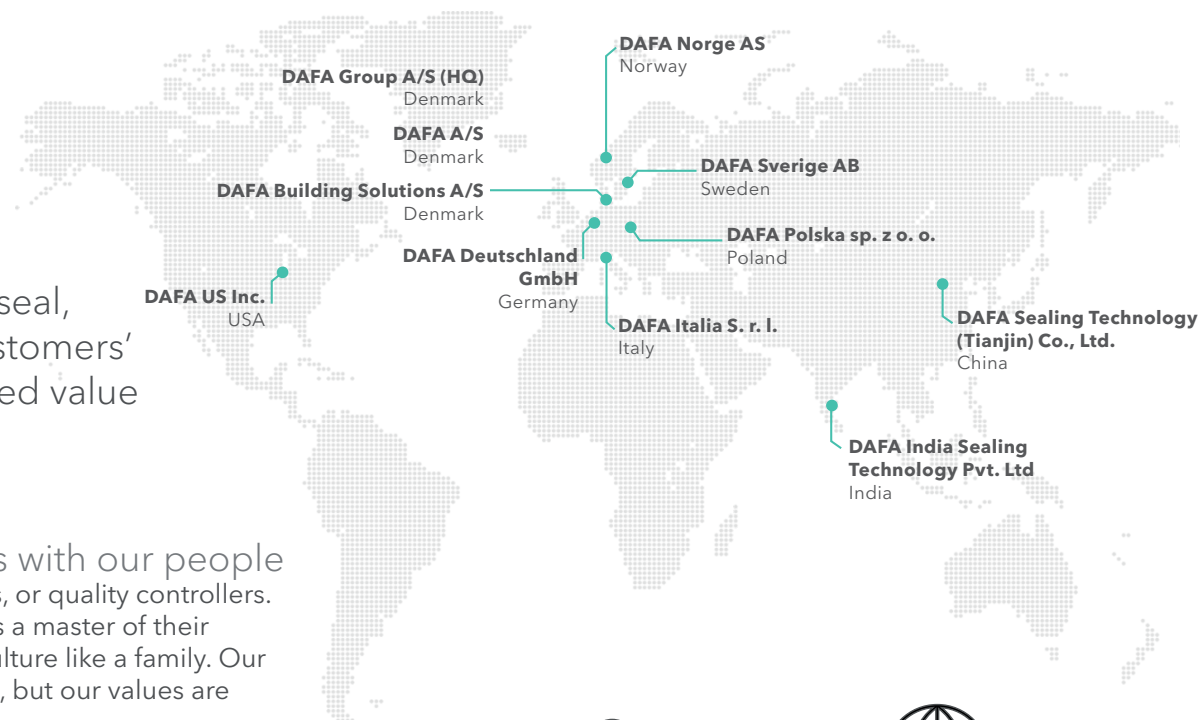 DAFA Norge AS
Norway
DAFA Group A/S (HQ)
Denmark
DAFA A/S
Denmark
DAFA Sverige AB
Sweden
DAFA Building Solutions A/S
Denmark
DAFA Polska sp. z o. o.
Poland
DAFA Deutschland
GmbH
Germany
DAFA US Inc.
USA
DAFA Italia S. r. l.
Italy
DAFA Sealing Technology
(Tianjin) Co., Ltd.
China
DAFA India Sealing
Technology Pvt. Ltd
India
seal,
stomers'
ed value
s with our people
s, or quality controllers.
s a master of their
ulture like a family. Our
, but our values are